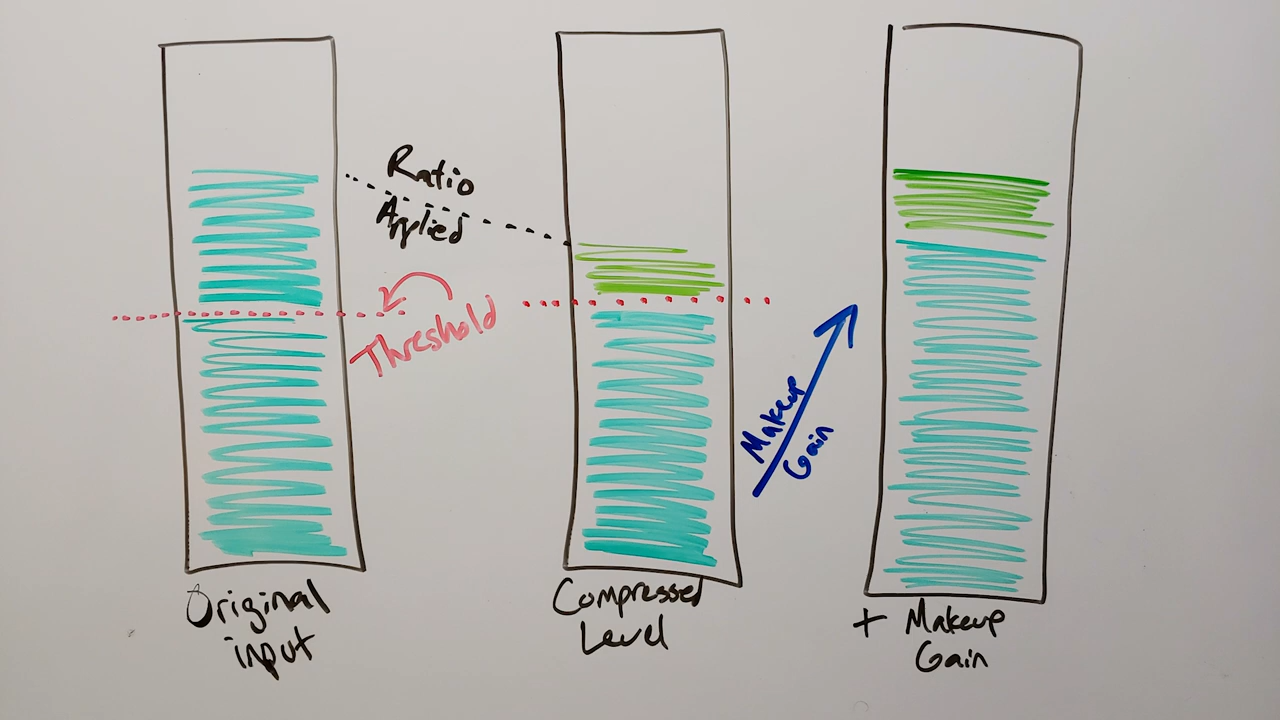 Ratio
Applied
Threshold
Makeup
Gain
Original
input
Compressed
Level
+ Makeup
Gain